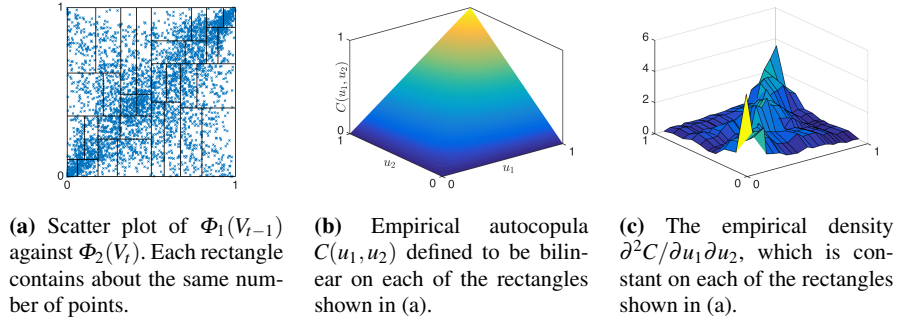 1
0
0
1
1
C(u₁,u₂)
0
u₂
u₁
1
0
0
6
4
2
0
1
1
0
0
(a) Scatter plot of Φ₁(Vₜ₋₁)
against Φ₂(Vₜ). Each rectangle
contains about the same num-
ber of points.
(b) Empirical autocopula
C(u₁,u₂) defined to be bilin-
ear on each of the rectangles
shown in (a).
(c) The empirical density
∂²C/∂u₁∂u₂, which is con-
stant on each of the rectangles
shown in (a).